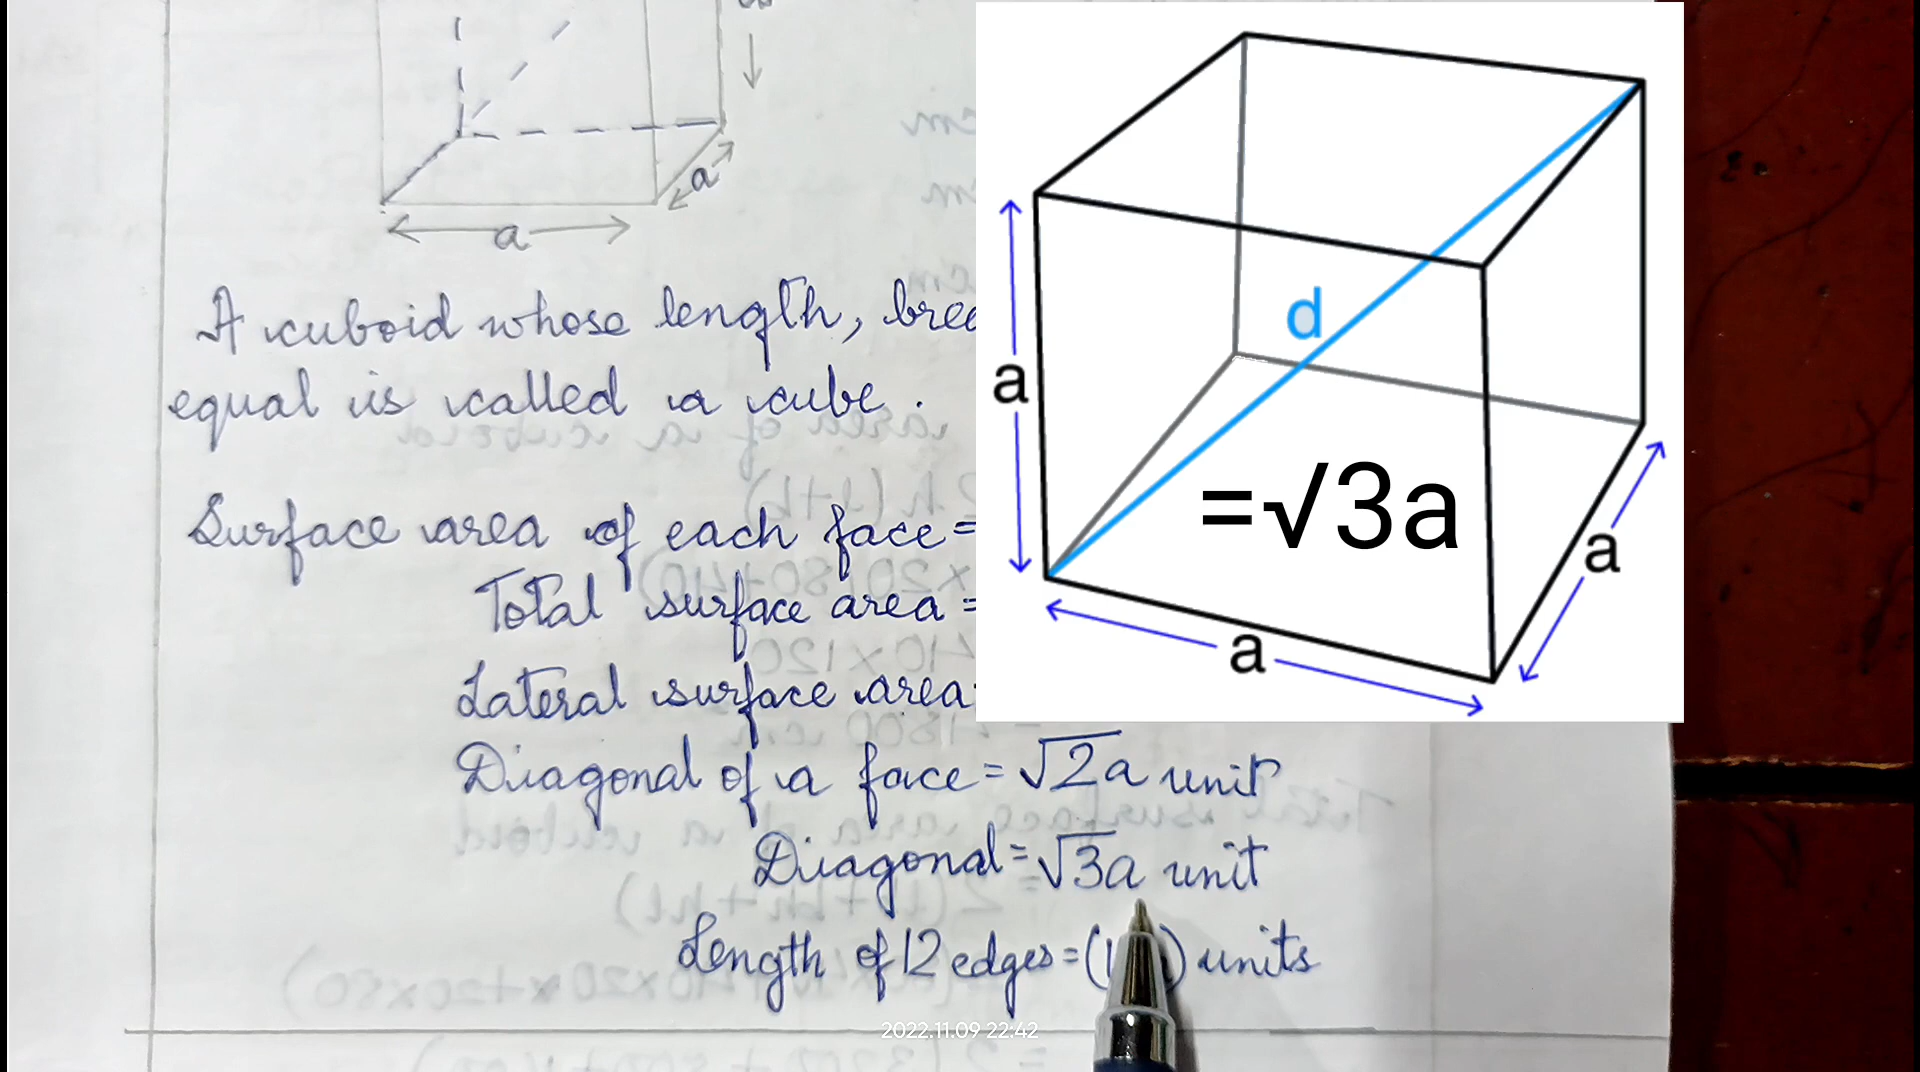 a
a
A cuboid whose length,
equal is called a cube.
Surface area of each face =
Total surface area =
Lateral surface area
Diagonal of a face = √2a unit
Diagonal = √3a unit
Length of 12 edges = ( ) units
d
a
=√3a
a
a
2022.11.09 22:42